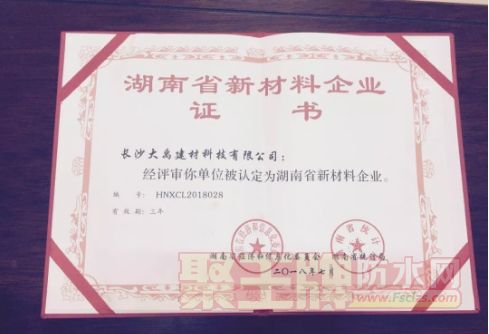 湖南省新材料企业
证书
长沙大禹建材科技有限公司：
经评审你单位被认定为湖南省新材料企业。
编号：HNXCL2018028
有效期：三年
湖南省经济和信息化委员会 湖南省统计局
二〇一八年七月
聚玉牌防水网
www.Fsclzs.com